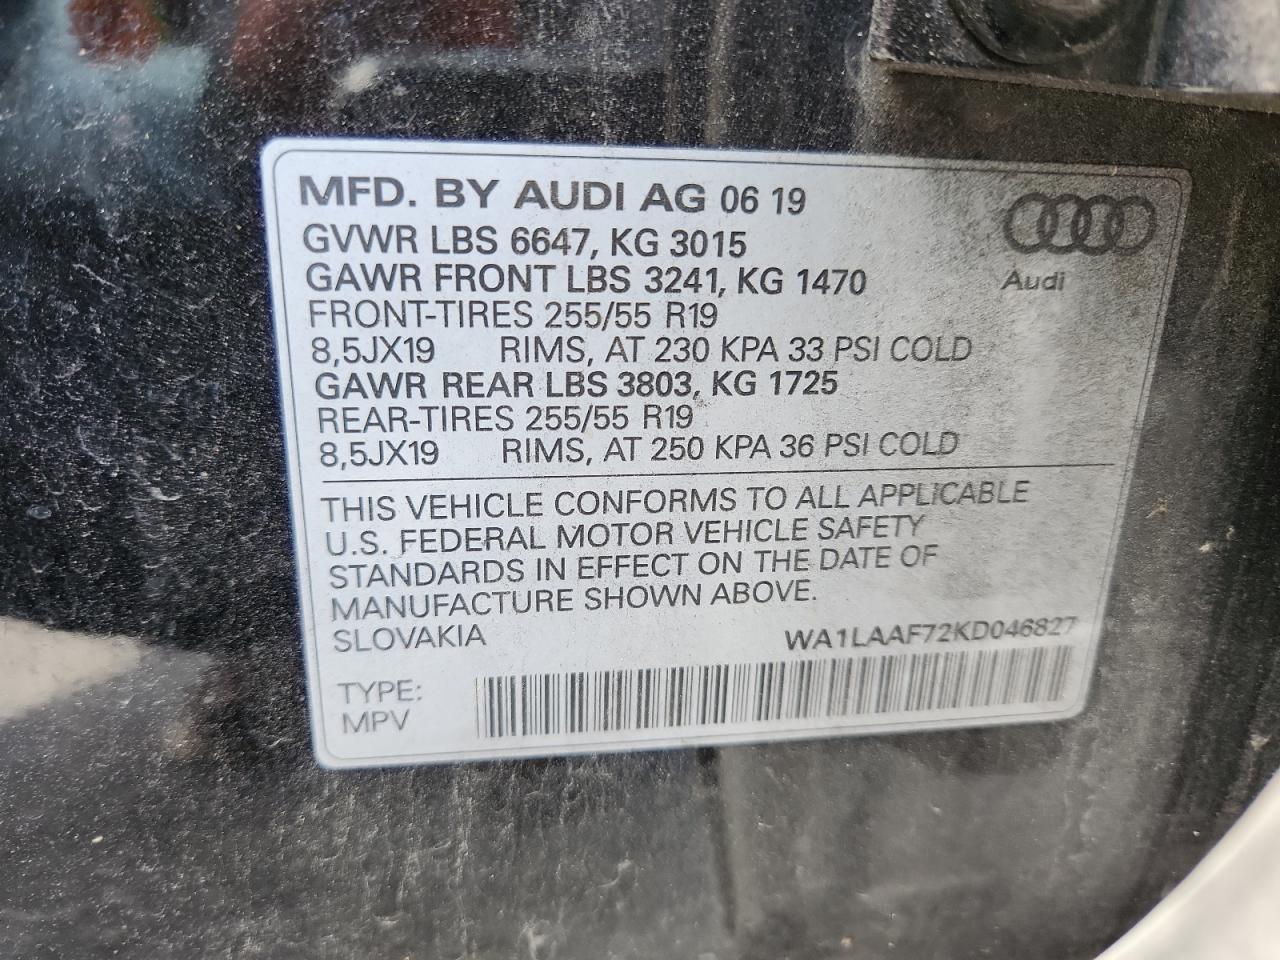 MFD. BY AUDI AG 06 19
GVWR LBS 6647, KG 3015
GAWR FRONT LBS 3241, KG 1470
Audi
FRONT-TIRES 255/55 R19
8,5JX19 RIMS, AT 230 KPA 33 PSI COLD
GAWR REAR LBS 3803, KG 1725
REAR-TIRES 255/55 R19
8,5JX19 RIMS, AT 250 KPA 36 PSI COLD
THIS VEHICLE CONFORMS TO ALL APPLICABLE
U.S. FEDERAL MOTOR VEHICLE SAFETY
STANDARDS IN EFFECT ON THE DATE OF
MANUFACTURE SHOWN ABOVE.
SLOVAKIA WA1LAAF72KD046827
TYPE:
MPV